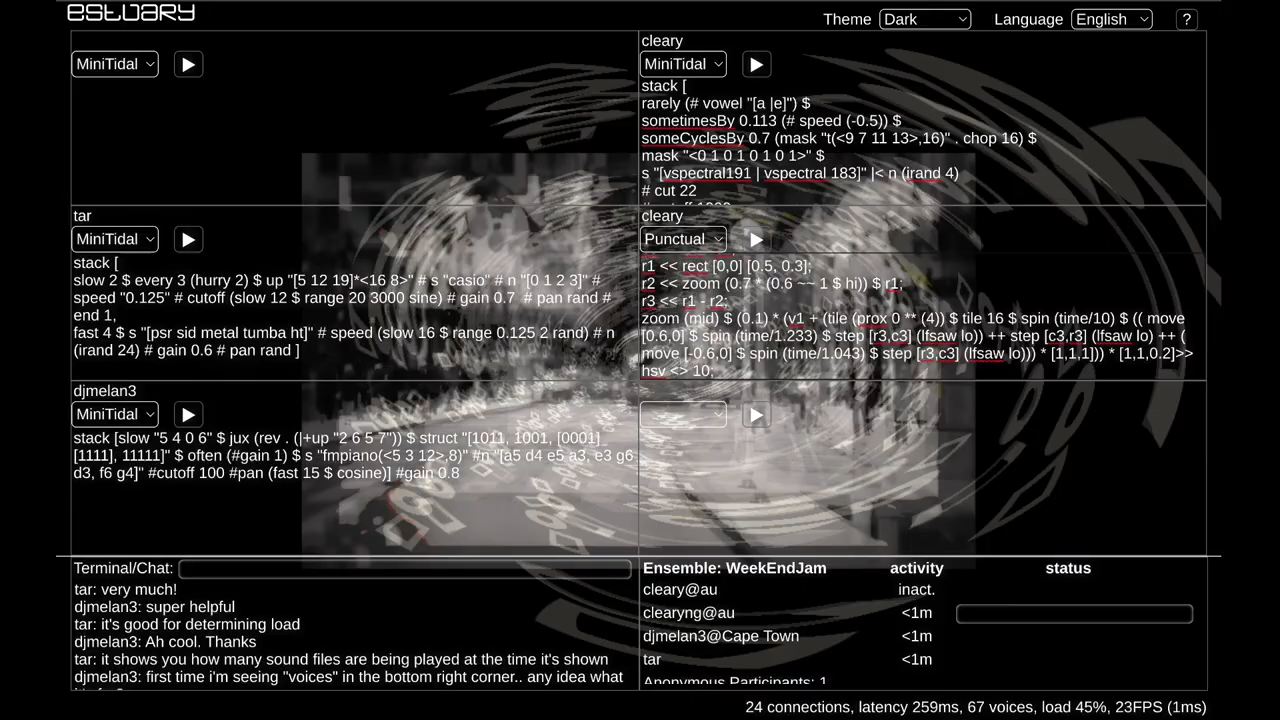 estuary
Theme Dark Language English ?
MiniTidal
cleary
MiniTidal
stack [
rarely (# vowel "[a |e]") $
sometimesBy 0.113 (# speed (-0.5)) $
someCyclesBy 0.7 (mask "t(<9 7 11 13>,16)" . chop 16) $
mask "<0 1 0 1 0 1 0 1>" $
s "[vspectral191 | vspectral 183]" |< n (irand 4)
# cut 22
tar
MiniTidal
stack [
slow 2 $ every 3 (hurry 2) $ up "[5 12 19]*<16 8>" # s "casio" # n "[0 1 2 3]" #
speed "0.125" # cutoff (slow 12 $ range 20 3000 sine) # gain 0.7 # pan rand #
end 1,
fast 4 $ s "[psr sid metal tumba ht]" # speed (slow 16 $ range 0.125 2 rand) # n
(irand 24) # gain 0.6 # pan rand ]
cleary
Punctual
r1 << rect [0,0] [0.5, 0.3];
r2 << zoom (0.7 * (0.6 ~~ 1 $ hi)) $ r1;
r3 << r1 - r2;
zoom (mid) $ (0.1) * (v1 + (tile (prox 0 ** (4)) $ tile 16 $ spin (time/10) $ (( move
[0.6,0] $ spin (time/1.233) $ step [r3,c3] (lfsaw lo)) ++ step [c3,r3] (lfsaw lo) ++ (
move [-0.6,0] $ spin (time/1.043) $ step [r3,c3] (lfsaw lo))) * [1,1,1])) * [1,1,0.2]>>
hsv <> 10;
djmelan3
MiniTidal
stack [slow "5 4 0 6" $ jux (rev . (|+up "2 6 5 7")) $ struct "[1011, 1001, [0001]
[1111], 11111]" $ often (#gain 1) $ s "fmpiano(<5 3 12>,8)" #n "[a5 d4 e5 a3, e3 g6
d3, f6 g4]" #cutoff 100 #pan (fast 15 $ cosine)] #gain 0.8
Terminal/Chat:
tar: very much!
djmelan3: super helpful
tar: it's good for determining load
djmelan3: Ah cool. Thanks
tar: it shows you how many sound files are being played at the time it's shown
djmelan3: first time i'm seeing "voices" in the bottom right corner.. any idea what
Ensemble: WeekEndJam activity status
cleary@au inact.
clearyng@au <1m
djmelan3@Cape Town <1m
tar <1m
Anonymous Participants: 1
24 connections, latency 259ms, 67 voices, load 45%, 23FPS (1ms)